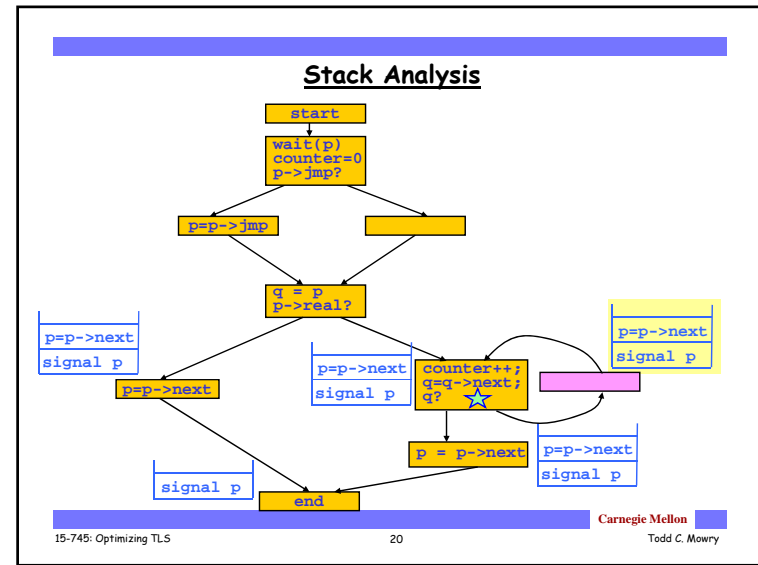 Stack Analysis
start
wait(p)
counter=0
p->jmp?
p=p->jmp
q = p
p->real?
p=p->next
signal p
p=p->next
signal p
p=p->next
signal p
p=p->next
counter++;
q=q->next;
q?
p = p->next
p=p->next
signal p
signal p
end
Carnegie Mellon
15-745: Optimizing TLS
20
Todd C. Mowry